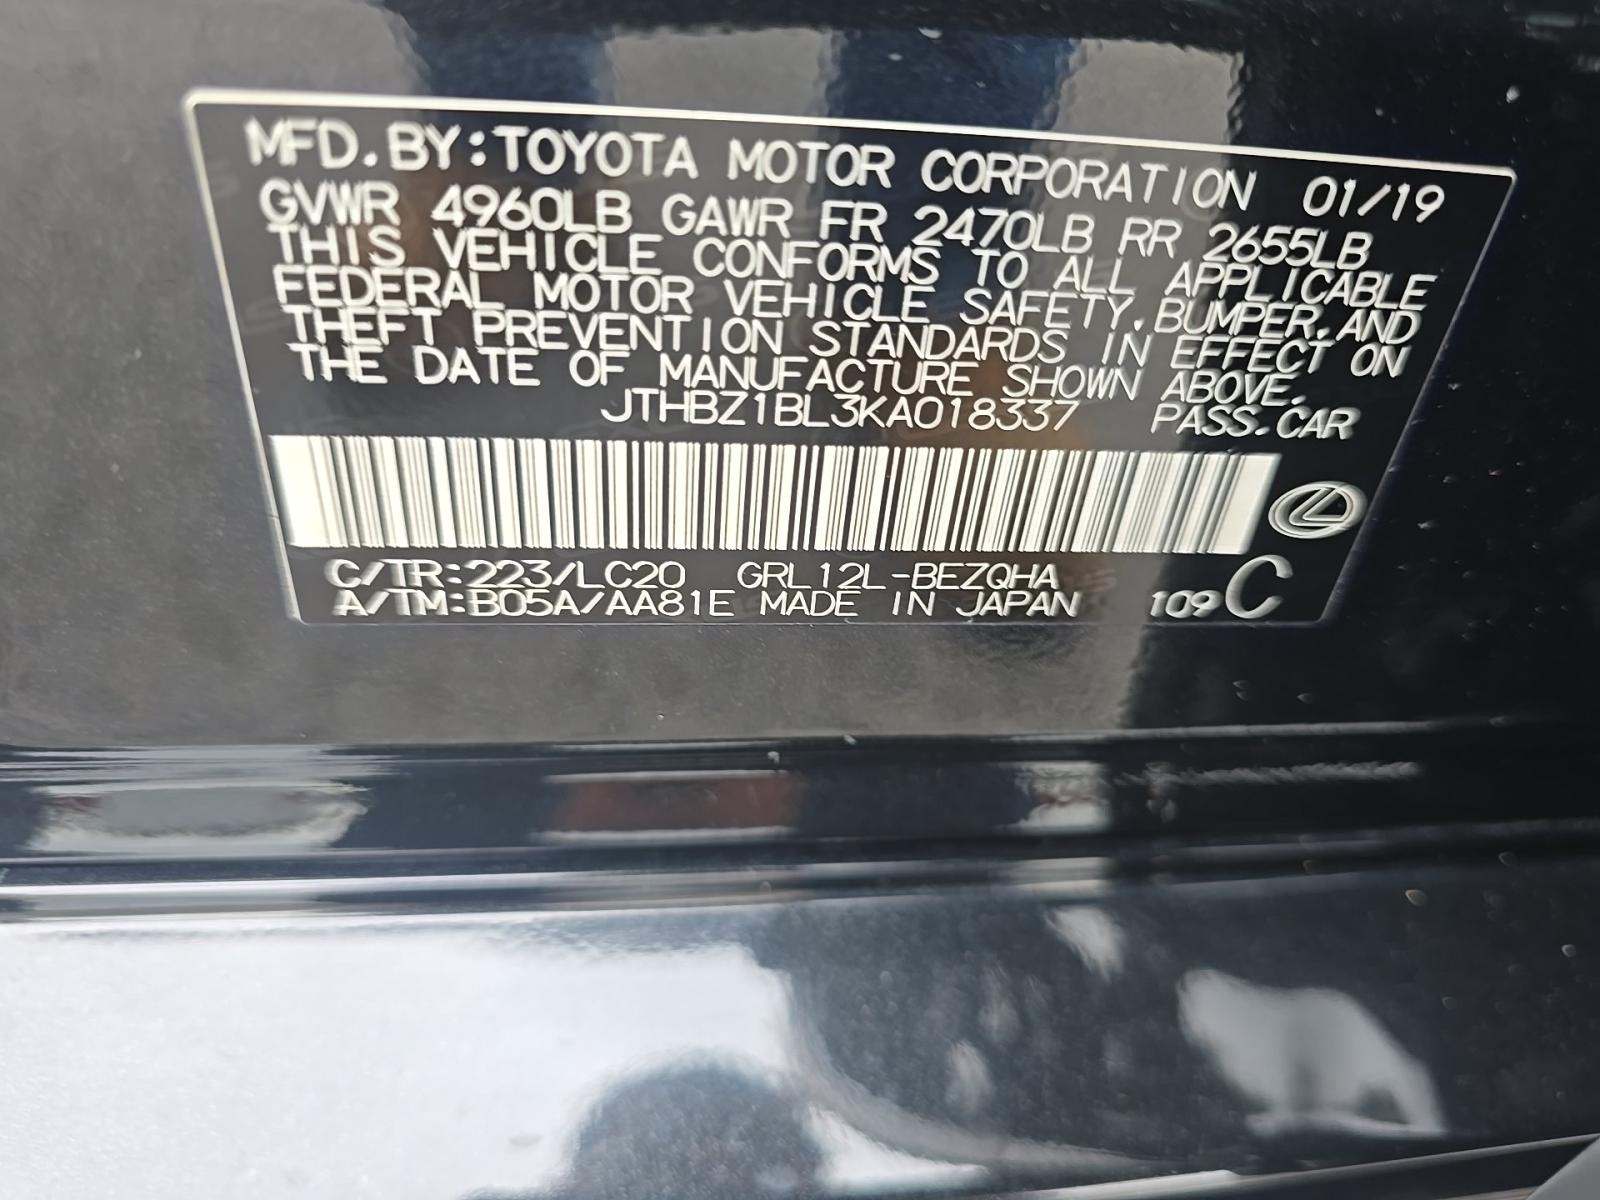 MFD.BY:TOYOTA MOTOR CORPORATION 01/19
GVWR 4960LB GAWR FR 2470LB RR 2655LB
THIS VEHICLE CONFORMS TO ALL APPLICABLE
FEDERAL MOTOR VEHICLE SAFETY,BUMPER,AND
THEFT PREVENTION STANDARDS IN EFFECT ON
THE DATE OF MANUFACTURE SHOWN ABOVE.
JTHBZ1BL3KA018337 PASS.CAR
C/TR:223/LC20 GRL12L-BEZQHA
A/TM:B05A/AA81E MADE IN JAPAN 109 C